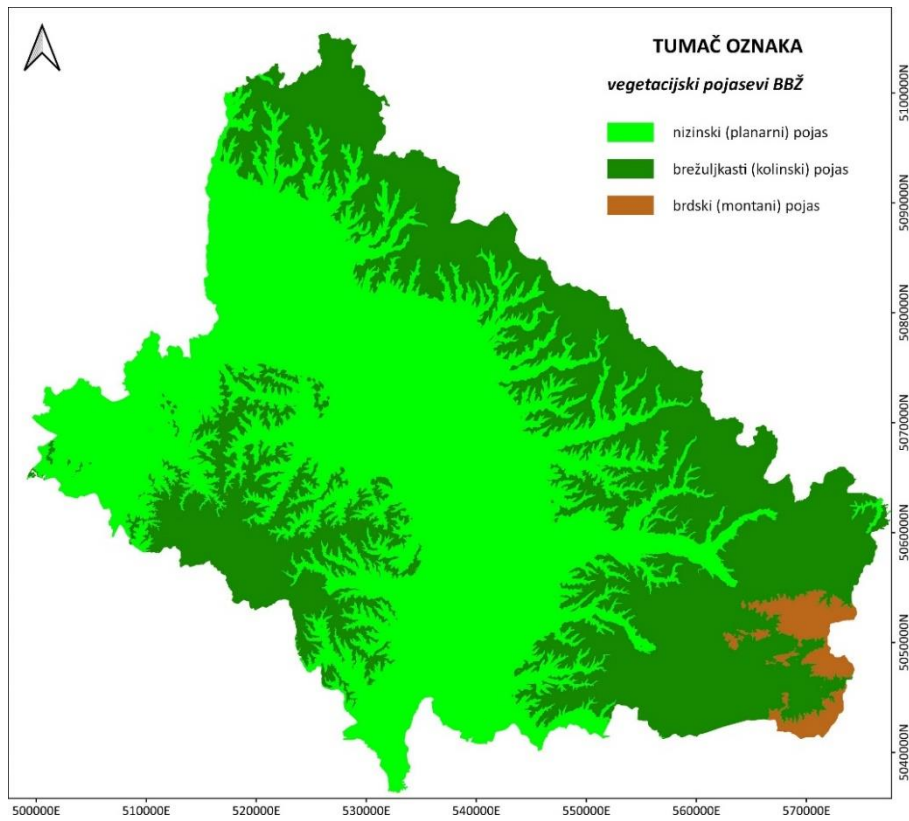 TUMAČ OZNAKA
vegetacijski pojasevi BBŽ
nizinski (planarni) pojas
brežuljkasti (kolinski) pojas
brdski (montani) pojas
5100000N
5090000N
5080000N
5070000N
5060000N
5050000N
5040000N
500000E 510000E 520000E 530000E 540000E 550000E 560000E 570000E